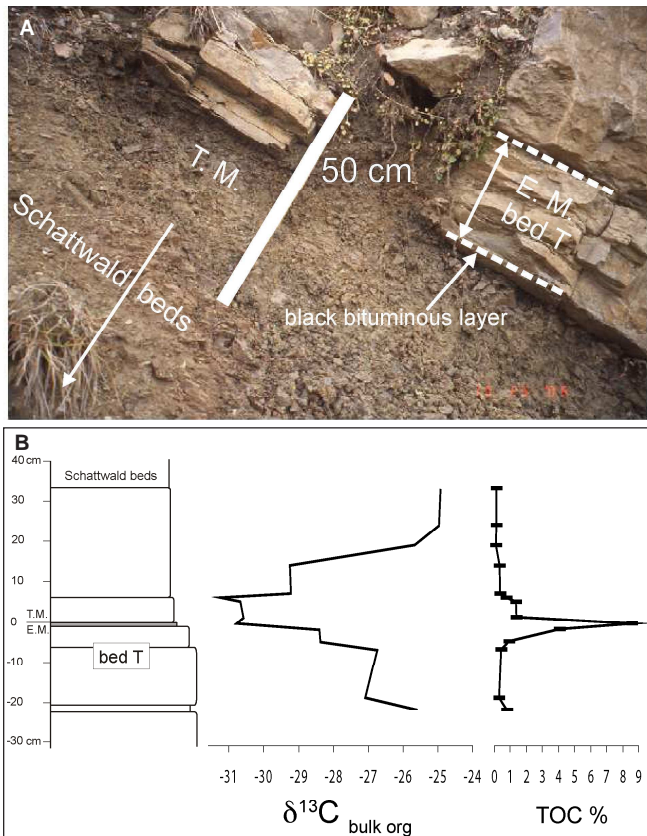 A
T. M.
50 cm
E. M.
bed T
Schattwald beds
black bituminous layer
B
40 cm
Schattwald beds
30
20
10
T.M.
0
E.M.
bed T
-10
-20
-30 cm
-31 -30 -29 -28 -27 -26 -25 -24
0 1 2 3 4 5 6 7 8 9
δ13C bulk org
TOC %